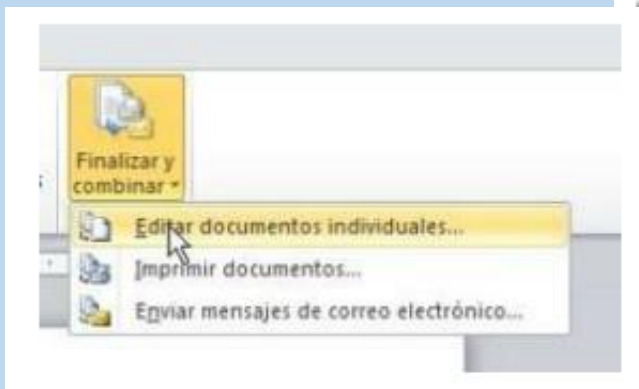 Finalizar y
combinar
Editar documentos individuales...
Imprimir documentos...
Enviar mensajes de correo electrónico...